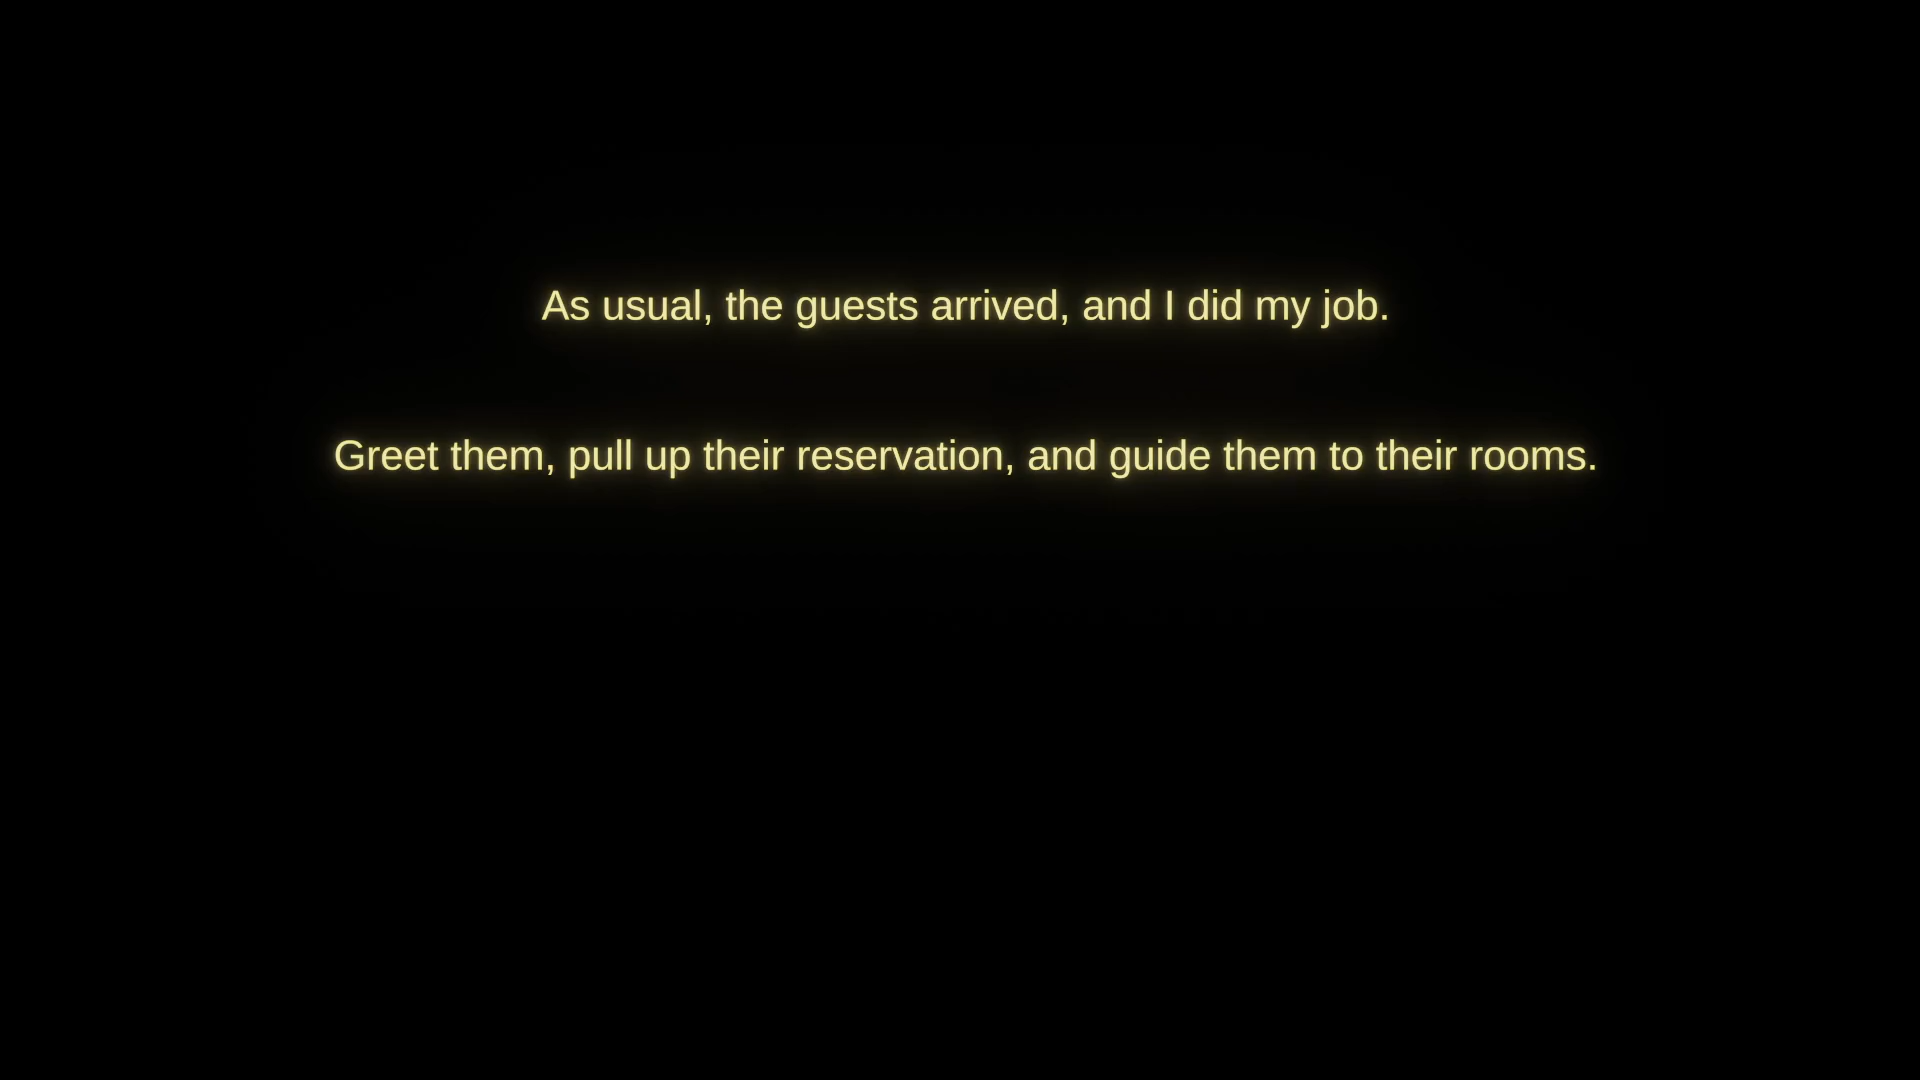 As usual, the guests arrived, and I did my job.
Greet them, pull up their reservation, and guide them to their rooms.